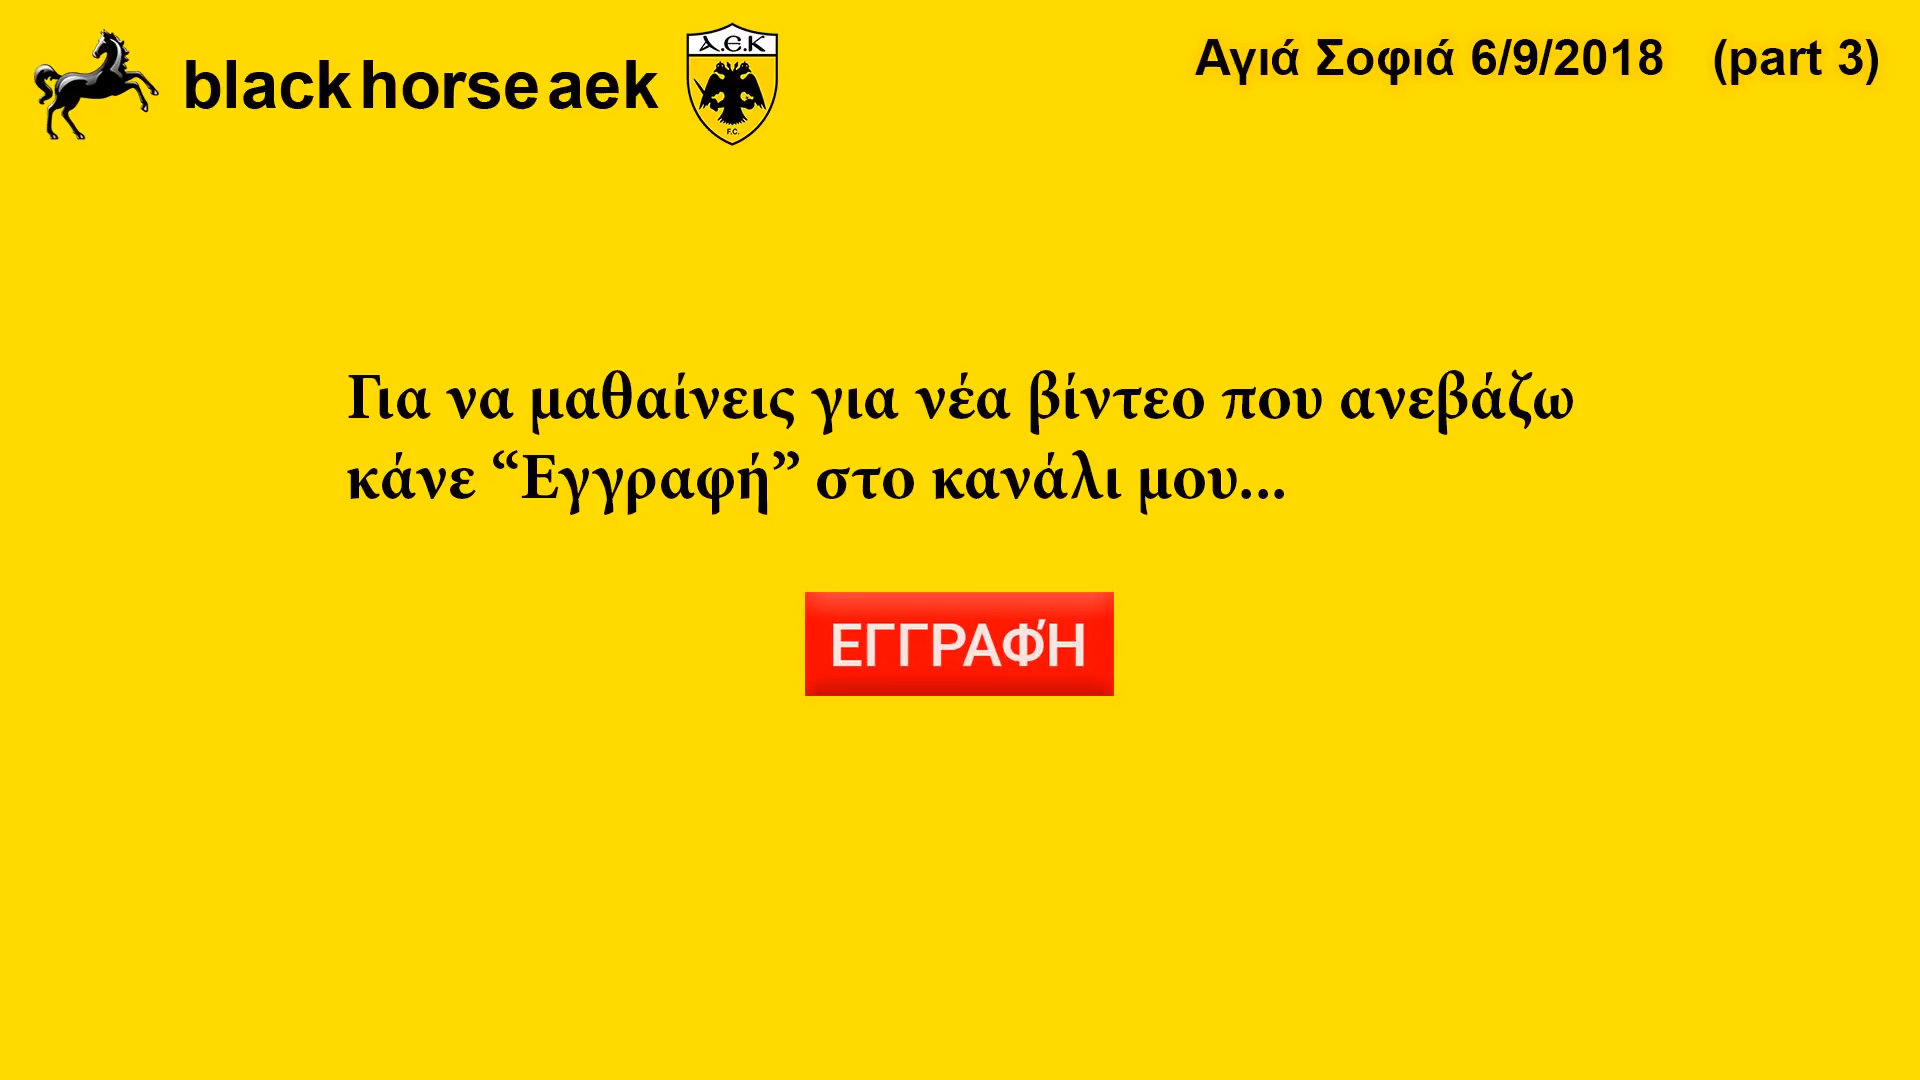 black horse aek
Α.Ε.Κ
F.C.
Αγιά Σοφιά 6/9/2018 (part 3)
Για να μαθαίνεις για νέα βίντεο που ανεβάζω
κάνε “Εγγραφή” στο κανάλι μου...
ΕΓΓΡΑΦΉ